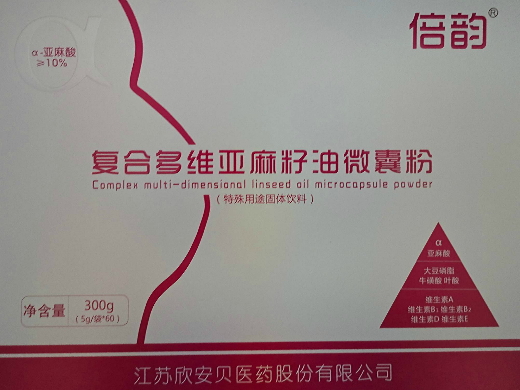 倍韵®
α-亚麻酸
≥10%
复合多维亚麻籽油微囊粉
Complex multi-dimensional linseed oil microcapsule powder
(特殊用途固体饮料)
α
亚麻酸
大豆磷脂
牛磺酸 叶酸
维生素A
维生素B₁ 维生素B₂
维生素D 维生素E
净含量 300g
(5g/袋*60)
江苏欣安贝医药股份有限公司